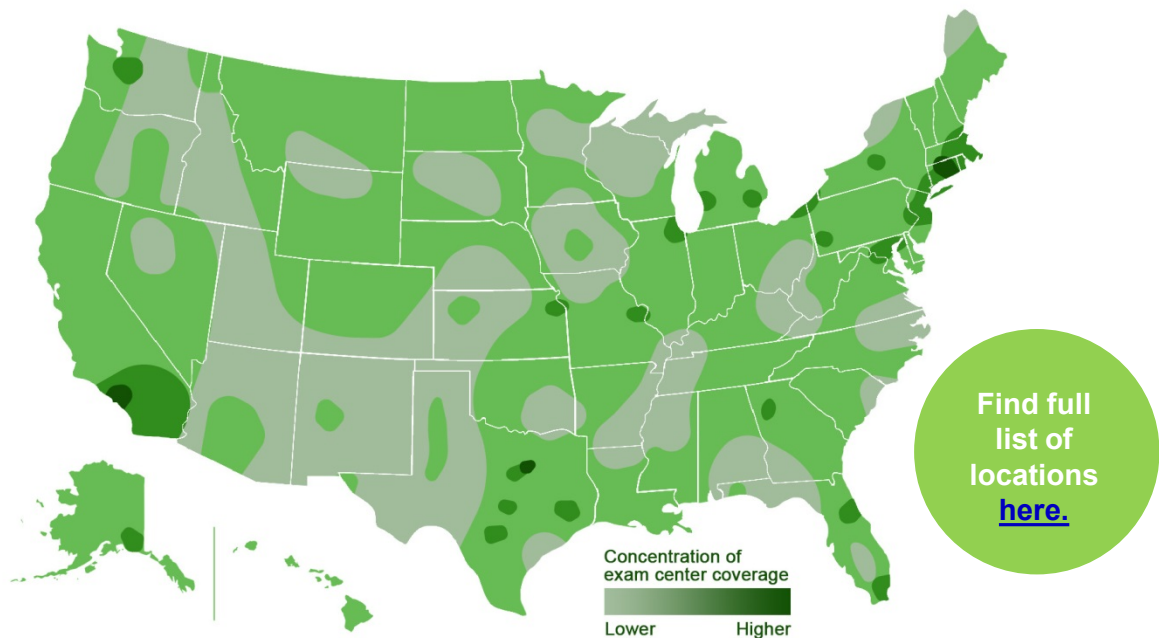 Find full
list of
locations
here.
Concentration of
exam center coverage
Lower Higher